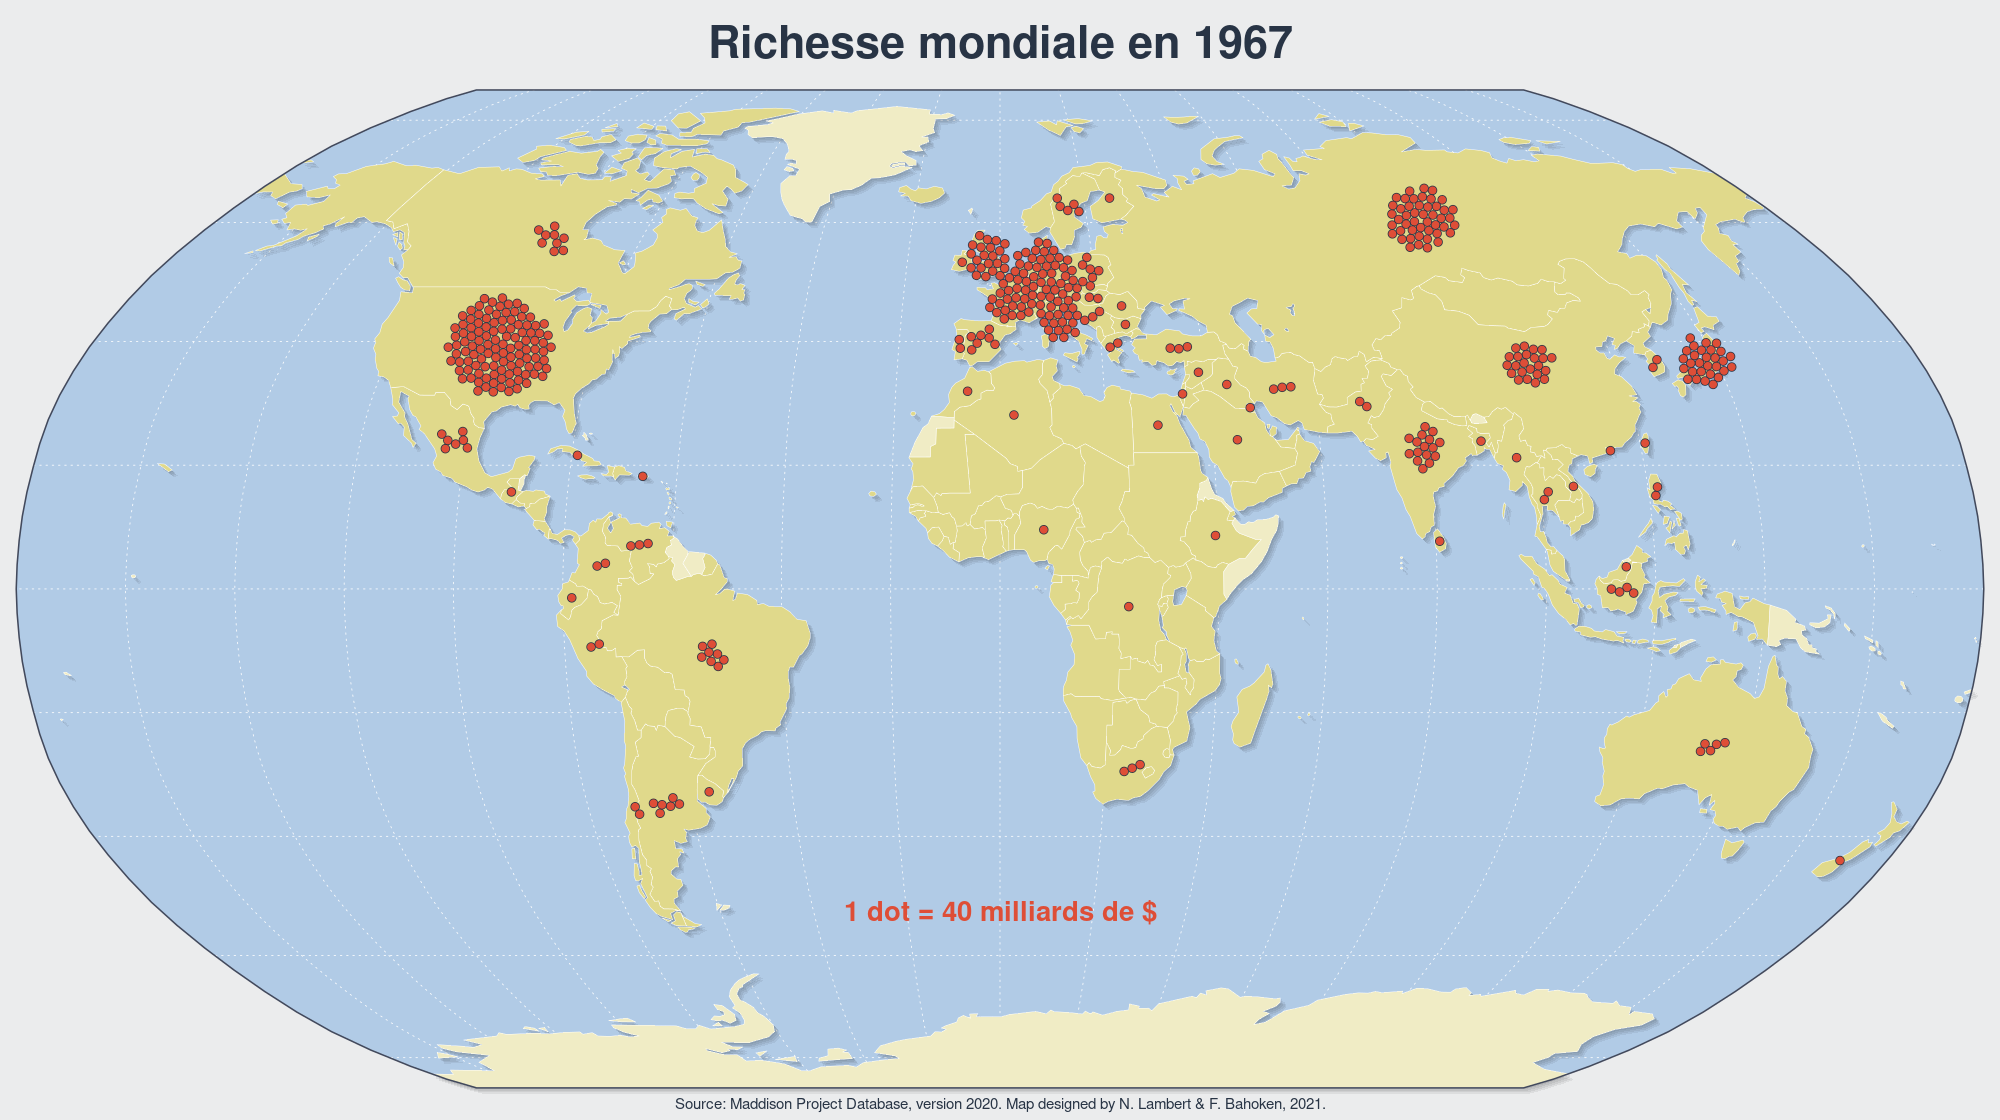 Richesse mondiale en 1967
1 dot = 40 milliards de $
Source: Maddison Project Database, version 2020. Map designed by N. Lambert & F. Bahoken, 2021.